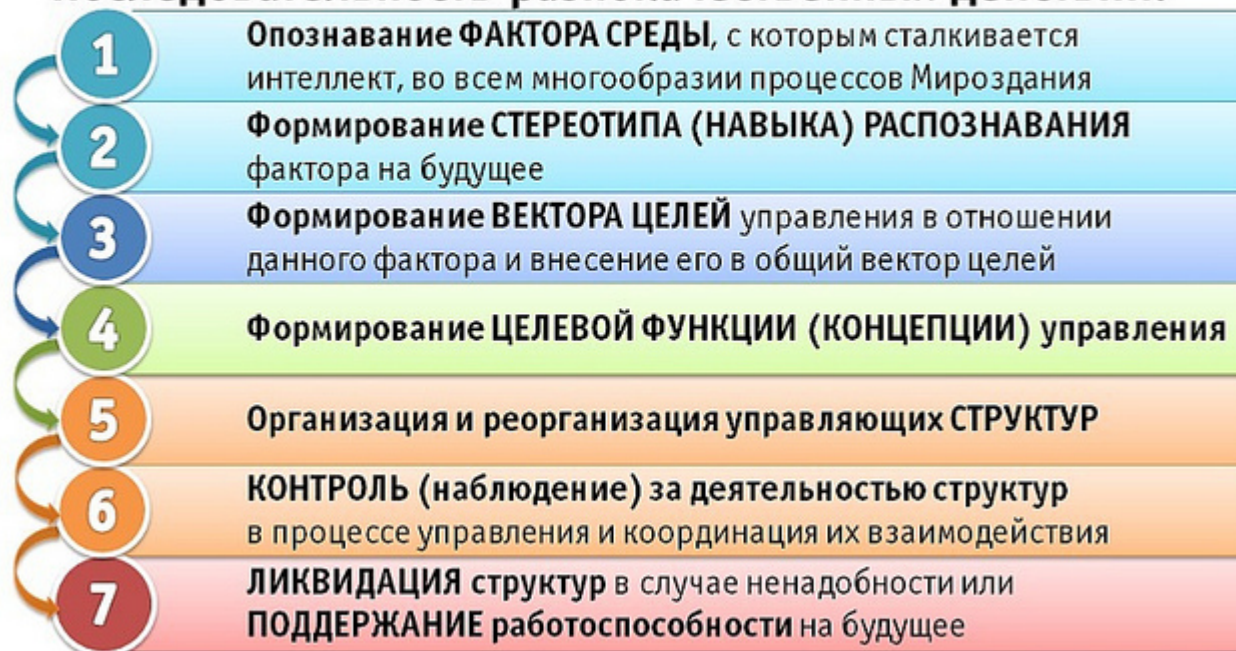 1
Опознавание ФАКТОРА СРЕДЫ, с которым сталкивается
интеллект, во всем многообразии процессов Мироздания
2
Формирование СТЕРЕОТИПА (НАВЫКА) РАСПОЗНАВАНИЯ
фактора на будущее
3
Формирование ВЕКТОРА ЦЕЛЕЙ управления в отношении
данного фактора и внесение его в общий вектор целей
4
Формирование ЦЕЛЕВОЙ ФУНКЦИИ (КОНЦЕПЦИИ) управления
5
Организация и реорганизация управляющих СТРУКТУР
6
КОНТРОЛЬ (наблюдение) за деятельностью структур
в процессе управления и координация их взаимодействия
7
ЛИКВИДАЦИЯ структур в случае ненадобности или
ПОДДЕРЖАНИЕ работоспособности на будущее